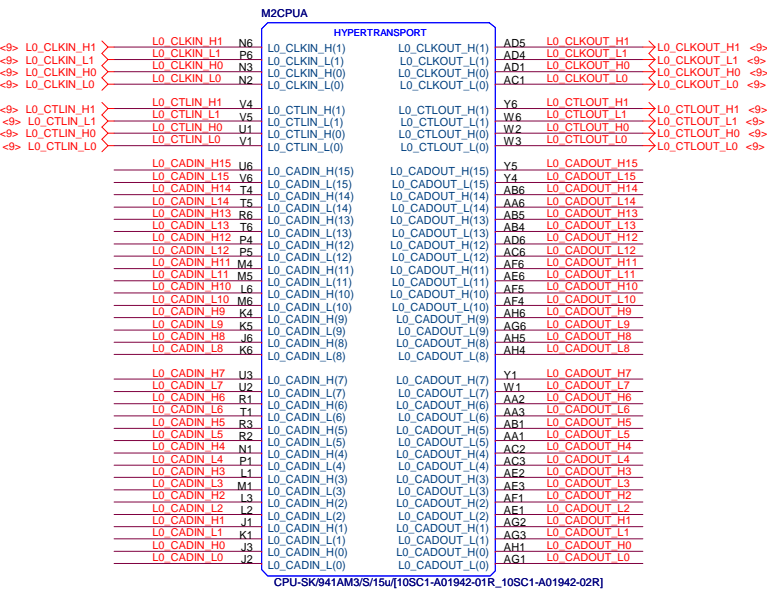 M2CPUA
HYPERTRANSPORT
<9> L0_CLKIN_H1 L0_CLKIN_H1 N6 L0_CLKIN_H(1) L0_CLKOUT_H(1) AD5 L0_CLKOUT_H1 L0_CLKOUT_H1 <9>
<9> L0_CLKIN_L1 L0_CLKIN_L1 P6 L0_CLKIN_L(1) L0_CLKOUT_L(1) AD4 L0_CLKOUT_L1 L0_CLKOUT_L1 <9>
<9> L0_CLKIN_H0 L0_CLKIN_H0 N3 L0_CLKIN_H(0) L0_CLKOUT_H(0) AD1 L0_CLKOUT_H0 L0_CLKOUT_H0 <9>
<9> L0_CLKIN_L0 L0_CLKIN_L0 N2 L0_CLKIN_L(0) L0_CLKOUT_L(0) AC1 L0_CLKOUT_L0 L0_CLKOUT_L0 <9>
<9> L0_CTLIN_H1 L0_CTLIN_H1 V4 L0_CTLIN_H(1) L0_CTLOUT_H(1) Y6 L0_CTLOUT_H1 L0_CTLOUT_H1 <9>
<9> L0_CTLIN_L1 L0_CTLIN_L1 V5 L0_CTLIN_L(1) L0_CTLOUT_L(1) W6 L0_CTLOUT_L1 L0_CTLOUT_L1 <9>
<9> L0_CTLIN_H0 L0_CTLIN_H0 U1 L0_CTLIN_H(0) L0_CTLOUT_H(0) W2 L0_CTLOUT_H0 L0_CTLOUT_H0 <9>
<9> L0_CTLIN_L0 L0_CTLIN_L0 V1 L0_CTLIN_L(0) L0_CTLOUT_L(0) W3 L0_CTLOUT_L0 L0_CTLOUT_L0 <9>
L0_CADIN_H15 U6 L0_CADIN_H(15) L0_CADOUT_H(15) Y5 L0_CADOUT_H15
L0_CADIN_L15 V6 L0_CADIN_L(15) L0_CADOUT_L(15) Y4 L0_CADOUT_L15
L0_CADIN_H14 T4 L0_CADIN_H(14) L0_CADOUT_H(14) AB6 L0_CADOUT_H14
L0_CADIN_L14 T5 L0_CADIN_L(14) L0_CADOUT_L(14) AA6 L0_CADOUT_L14
L0_CADIN_H13 R6 L0_CADIN_H(13) L0_CADOUT_H(13) AB5 L0_CADOUT_H13
L0_CADIN_L13 T6 L0_CADIN_L(13) L0_CADOUT_L(13) AB4 L0_CADOUT_L13
L0_CADIN_H12 P4 L0_CADIN_H(12) L0_CADOUT_H(12) AD6 L0_CADOUT_H12
L0_CADIN_L12 P5 L0_CADIN_L(12) L0_CADOUT_L(12) AC6 L0_CADOUT_L12
L0_CADIN_H11 M4 L0_CADIN_H(11) L0_CADOUT_H(11) AF6 L0_CADOUT_H11
L0_CADIN_L11 M5 L0_CADIN_L(11) L0_CADOUT_L(11) AE6 L0_CADOUT_L11
L0_CADIN_H10 L6 L0_CADIN_H(10) L0_CADOUT_H(10) AF5 L0_CADOUT_H10
L0_CADIN_L10 M6 L0_CADIN_L(10) L0_CADOUT_L(10) AF4 L0_CADOUT_L10
L0_CADIN_H9 K4 L0_CADIN_H(9) L0_CADOUT_H(9) AH6 L0_CADOUT_H9
L0_CADIN_L9 K5 L0_CADIN_L(9) L0_CADOUT_L(9) AG6 L0_CADOUT_L9
L0_CADIN_H8 J6 L0_CADIN_H(8) L0_CADOUT_H(8) AH5 L0_CADOUT_H8
L0_CADIN_L8 K6 L0_CADIN_L(8) L0_CADOUT_L(8) AH4 L0_CADOUT_L8
L0_CADIN_H7 U3 L0_CADIN_H(7) L0_CADOUT_H(7) Y1 L0_CADOUT_H7
L0_CADIN_L7 U2 L0_CADIN_L(7) L0_CADOUT_L(7) W1 L0_CADOUT_L7
L0_CADIN_H6 R1 L0_CADIN_H(6) L0_CADOUT_H(6) AA2 L0_CADOUT_H6
L0_CADIN_L6 T1 L0_CADIN_L(6) L0_CADOUT_L(6) AA3 L0_CADOUT_L6
L0_CADIN_H5 R3 L0_CADIN_H(5) L0_CADOUT_H(5) AB1 L0_CADOUT_H5
L0_CADIN_L5 R2 L0_CADIN_L(5) L0_CADOUT_L(5) AA1 L0_CADOUT_L5
L0_CADIN_H4 N1 L0_CADIN_H(4) L0_CADOUT_H(4) AC2 L0_CADOUT_H4
L0_CADIN_L4 P1 L0_CADIN_L(4) L0_CADOUT_L(4) AC3 L0_CADOUT_L4
L0_CADIN_H3 L1 L0_CADIN_H(3) L0_CADOUT_H(3) AE2 L0_CADOUT_H3
L0_CADIN_L3 M1 L0_CADIN_L(3) L0_CADOUT_L(3) AF3 L0_CADOUT_L3
L0_CADIN_H2 L3 L0_CADIN_H(2) L0_CADOUT_H(2) AF1 L0_CADOUT_H2
L0_CADIN_L2 L2 L0_CADIN_L(2) L0_CADOUT_L(2) AE1 L0_CADOUT_L2
L0_CADIN_H1 J1 L0_CADIN_H(1) L0_CADOUT_H(1) AG2 L0_CADOUT_H1
L0_CADIN_L1 K1 L0_CADIN_L(1) L0_CADOUT_L(1) AG3 L0_CADOUT_L1
L0_CADIN_H0 J3 L0_CADIN_H(0) L0_CADOUT_H(0) AH1 L0_CADOUT_H0
L0_CADIN_L0 J2 L0_CADIN_L(0) L0_CADOUT_L(0) AG1 L0_CADOUT_L0
CPU-SK/941AM3/S/15u/[10SC1-A01942-01R_10SC1-A01942-02R]